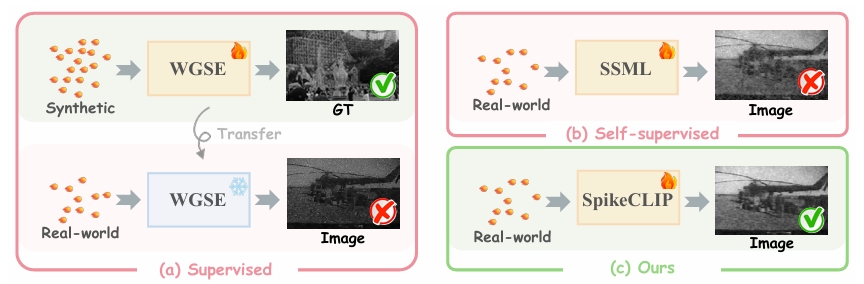 WGSE
Synthetic
GT
Transfer
WGSE
Real-world
Image
(a) Supervised
SSML
Real-world
Image
(b) Self-supervised
SpikeCLIP
Real-world
Image
(c) Ours